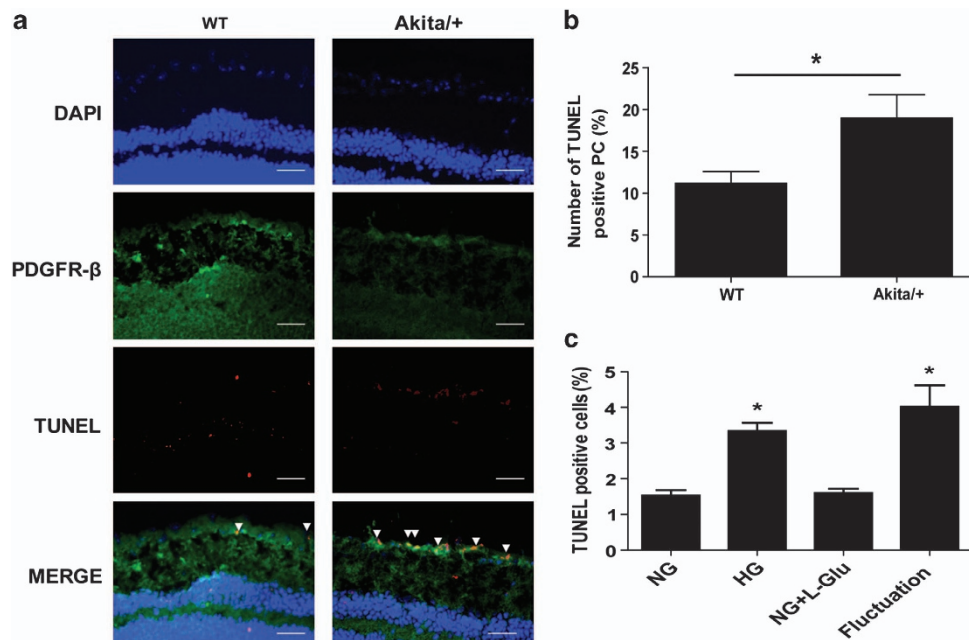 a
WT
Akita/+
DAPI
PDGFR-β
TUNEL
MERGE
b
*
Number of TUNEL
positive PC (%)
25
20
15
10
5
0
WT
Akita/+
c
TUNEL positive cells(%)
5
4
3
2
1
0
*
*
NG
HG
NG+L-Glu
Fluctuation